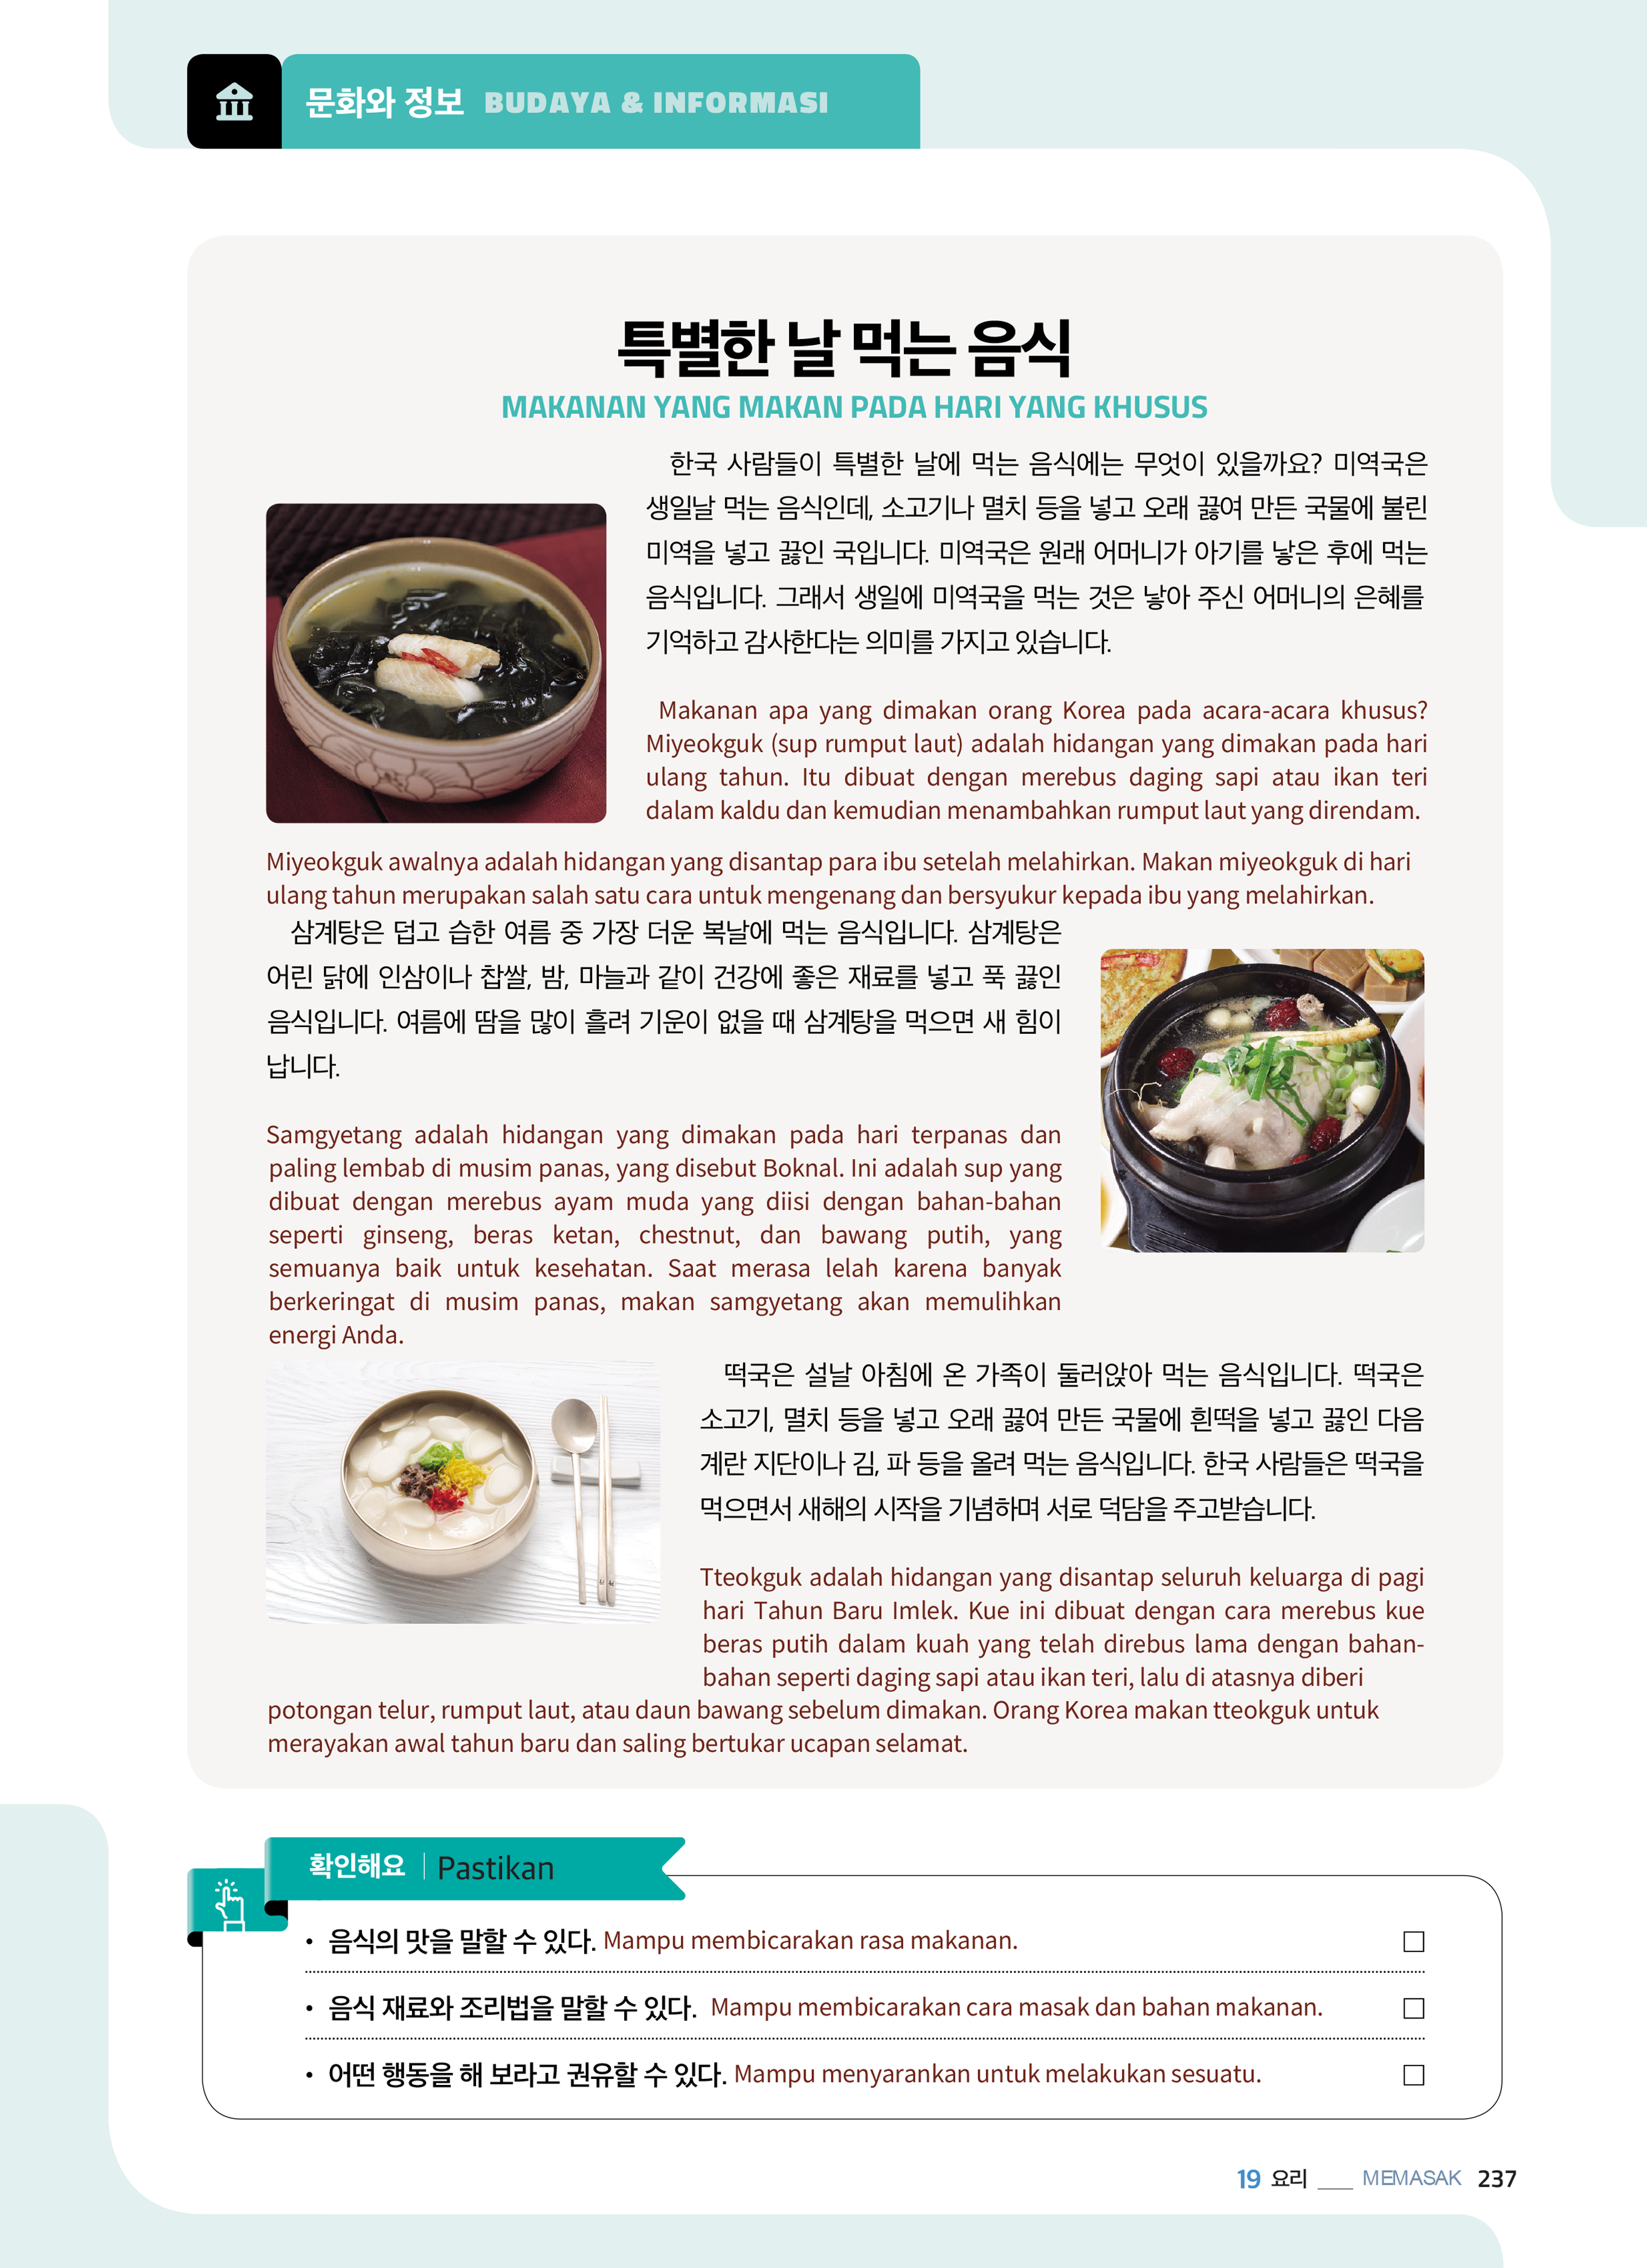 문화와 정보 BUDAYA & INFORMASI
특별한 날 먹는 음식
MAKANAN YANG MAKAN PADA HARI YANG KHUSUS
한국 사람들이 특별한 날에 먹는 음식에는 무엇이 있을까요? 미역국은
생일날 먹는 음식인데, 소고기나 멸치 등을 넣고 오래 끓여 만든 국물에 불린
미역을 넣고 끓인 국입니다. 미역국은 원래 어머니가 아기를 낳은 후에 먹는
음식입니다. 그래서 생일에 미역국을 먹는 것은 낳아 주신 어머니의 은혜를
기억하고 감사한다는 의미를 가지고 있습니다.
Makanan apa yang dimakan orang Korea pada acara-acara khusus?
Miyeokguk (sup rumput laut) adalah hidangan yang dimakan pada hari
ulang tahun. Itu dibuat dengan merebus daging sapi atau ikan teri
dalam kaldu dan kemudian menambahkan rumput laut yang direndam.
Miyeokguk awalnya adalah hidangan yang disantap para ibu setelah melahirkan. Makan miyeokguk di hari
ulang tahun merupakan salah satu cara untuk mengenang dan bersyukur kepada ibu yang melahirkan.
삼계탕은 덥고 습한 여름 중 가장 더운 복날에 먹는 음식입니다. 삼계탕은
어린 닭에 인삼이나 찹쌀, 밤, 마늘과 같이 건강에 좋은 재료를 넣고 푹 끓인
음식입니다. 여름에 땀을 많이 흘려 기운이 없을 때 삼계탕을 먹으면 새 힘이
납니다.
Samgyetang adalah hidangan yang dimakan pada hari terpanas dan
paling lembab di musim panas, yang disebut Boknal. Ini adalah sup yang
dibuat dengan merebus ayam muda yang diisi dengan bahan-bahan
seperti ginseng, beras ketan, chestnut, dan bawang putih, yang
semuanya baik untuk kesehatan. Saat merasa lelah karena banyak
berkeringat di musim panas, makan samgyetang akan memulihkan
energi Anda.
떡국은 설날 아침에 온 가족이 둘러앉아 먹는 음식입니다. 떡국은
소고기, 멸치 등을 넣고 오래 끓여 만든 국물에 흰떡을 넣고 끓인 다음
계란 지단이나 김, 파 등을 올려 먹는 음식입니다. 한국 사람들은 떡국을
먹으면서 새해의 시작을 기념하며 서로 덕담을 주고받습니다.
Tteokguk adalah hidangan yang disantap seluruh keluarga di pagi
hari Tahun Baru Imlek. Kue ini dibuat dengan cara merebus kue
beras putih dalam kuah yang telah direbus lama dengan bahan-
bahan seperti daging sapi atau ikan teri, lalu di atasnya diberi
potongan telur, rumput laut, atau daun bawang sebelum dimakan. Orang Korea makan tteokguk untuk
merayakan awal tahun baru dan saling bertukar ucapan selamat.
확인해요 | Pastikan
• 음식의 맛을 말할 수 있다. Mampu membicarakan rasa makanan. □
• 음식 재료와 조리법을 말할 수 있다. Mampu membicarakan cara masak dan bahan makanan. □
• 어떤 행동을 해 보라고 권유할 수 있다. Mampu menyarankan untuk melakukan sesuatu. □
19 요리 ___ MEMASAK 237